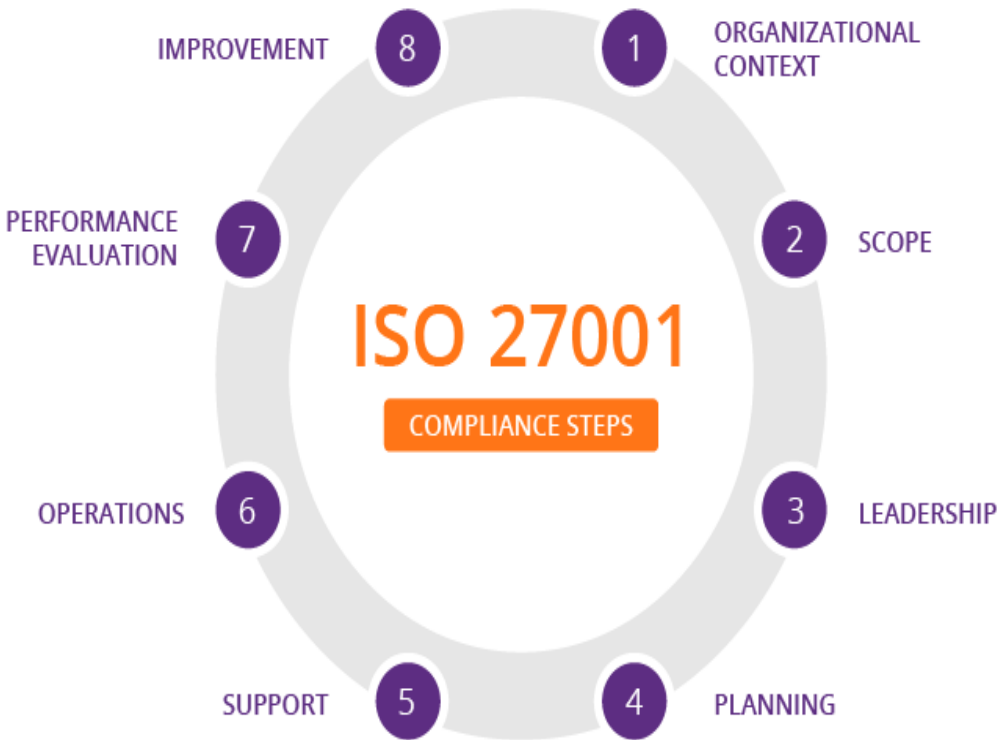 ISO 27001
COMPLIANCE STEPS
1
ORGANIZATIONAL
CONTEXT
2
SCOPE
3
LEADERSHIP
4
PLANNING
5
SUPPORT
6
OPERATIONS
7
PERFORMANCE
EVALUATION
8
IMPROVEMENT